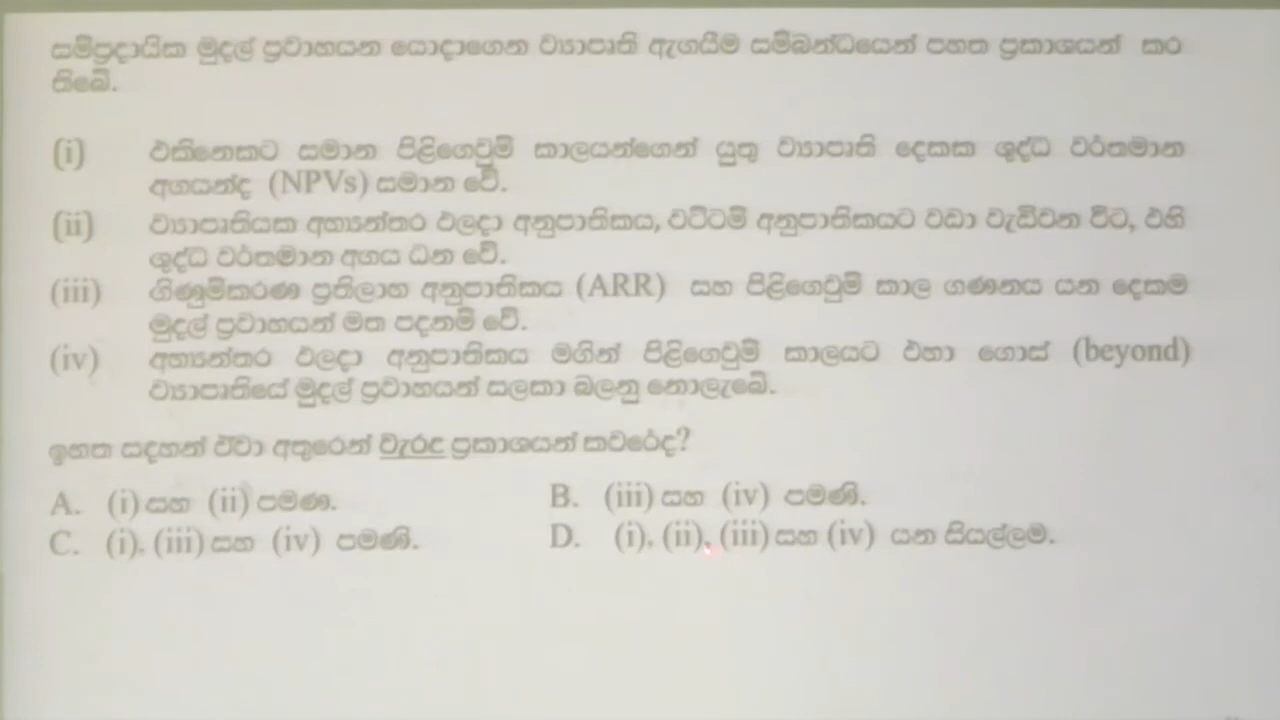 සම්ප්‍රදායික මුදල් ප්‍රවාහයන යොදාගෙන ව්‍යාපෘති ඇගයීම සම්බන්ධයෙන් පහත ප්‍රකාශයන් කර
තිබේ.
(i) එකිනෙකට සමාන පිළිගෙවුම් කාලයන්ගෙන් යුතු ව්‍යාපෘති දෙකක ශුද්ධ වර්තමාන
අගයන්ද (NPVs) සමාන වේ.
(ii) ව්‍යාපෘතියක අභ්‍යන්තර ඵලදා අනුපාතිකය, වට්ටම් අනුපාතිකයට වඩා වැඩිවන විට, එහි
ශුද්ධ වර්තමාන අගය ධන වේ.
(iii) ගිණුම්කරණ ප්‍රතිලාභ අනුපාතිකය (ARR) සහ පිළිගෙවුම් කාල ගණනය යන දෙකම
මුදල් ප්‍රවාහයන් මත පදනම් වේ.
(iv) අභ්‍යන්තර ඵලදා අනුපාතිකය මගින් පිළිගෙවුම් කාලයට එහා ගොස් (beyond)
ව්‍යාපෘතියේ මුදල් ප්‍රවාහයන් සලකා බලනු නොලැබේ.
ඉහත සදහන් ඒවා අතුරෙන් වැරදි ප්‍රකාශයන් කවරේද?
A. (i) සහ (ii) පමණ. B. (iii) සහ (iv) පමණි.
C. (i), (iii) සහ (iv) පමණි. D. (i), (ii), (iii) සහ (iv) යන සියල්ලම.